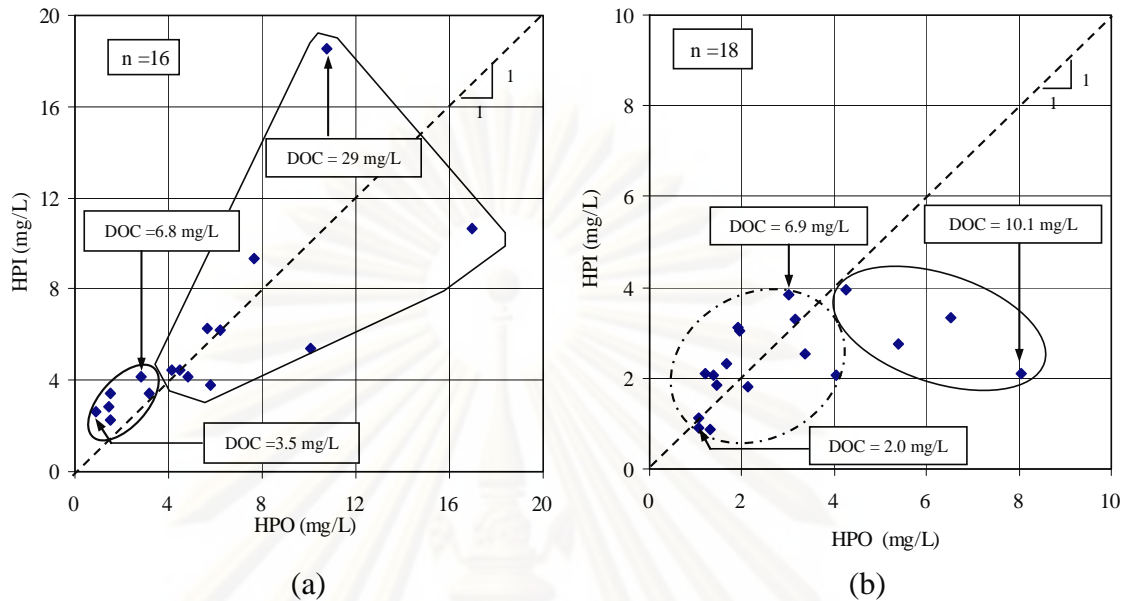 20
16
12
8
4
0
HPI (mg/L)
n =16
1
1
DOC = 29 mg/L
DOC =6.8 mg/L
DOC =3.5 mg/L
0
4
8
12
16
20
HPO (mg/L)
(a)
10
8
6
4
2
0
HPI (mg/L)
n =18
1
1
DOC = 6.9 mg/L
DOC = 10.1 mg/L
DOC = 2.0 mg/L
0
2
4
6
8
10
HPO (mg/L)
(b)